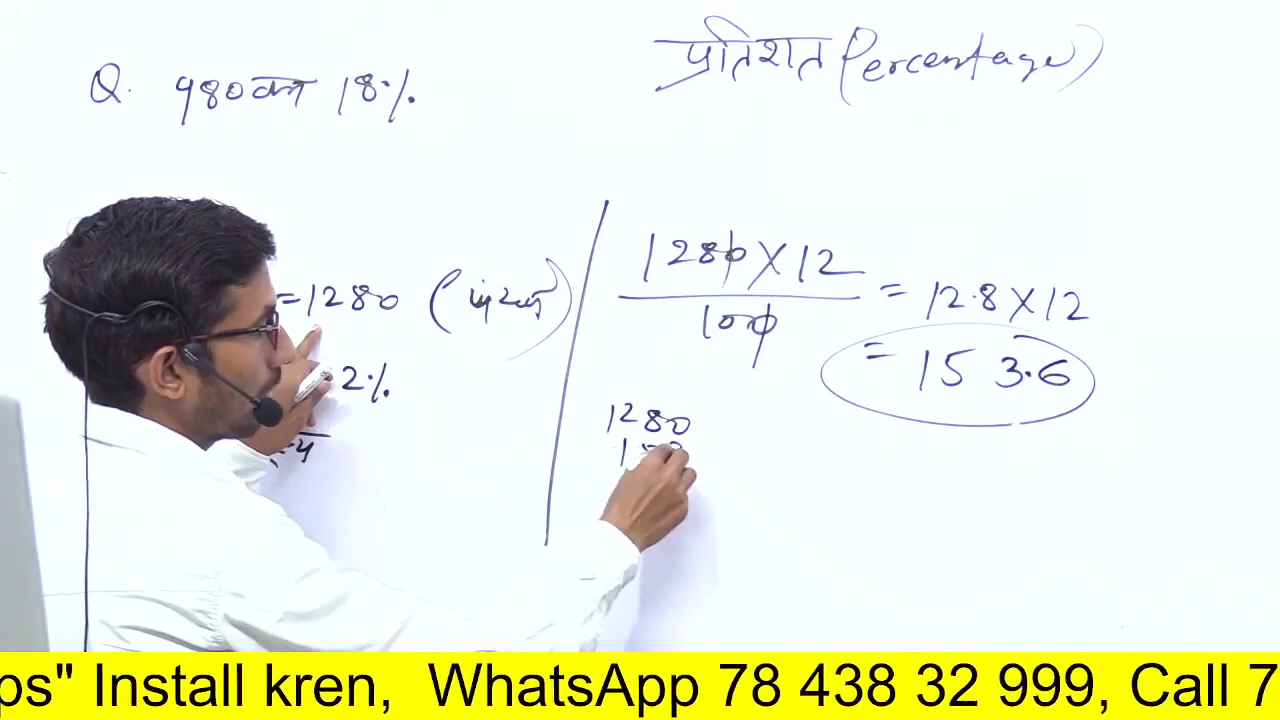 प्रतिशत (Percentage)
Q. 980 का 18%
=1280
2%
1280 X 12
100
= 12.8 X 12
= 153.6
1280
ps" Install kren, WhatsApp 78 438 32 999, Call 7